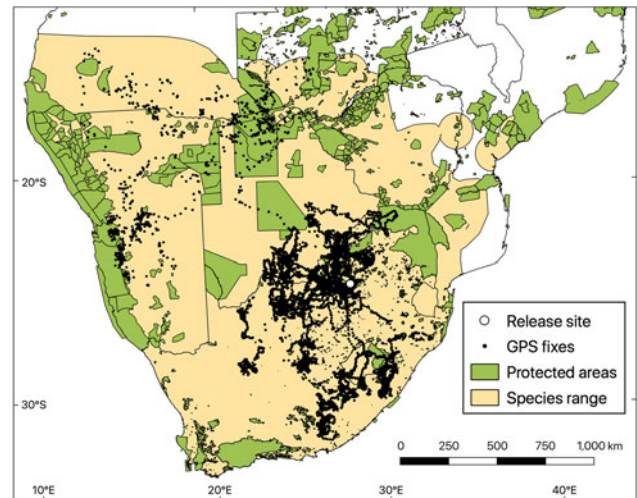 20°S
30°S
Release site
GPS fixes
Protected areas
Species range
0 250 500 750 1,000 km
10°E 20°E 30°E 40°E